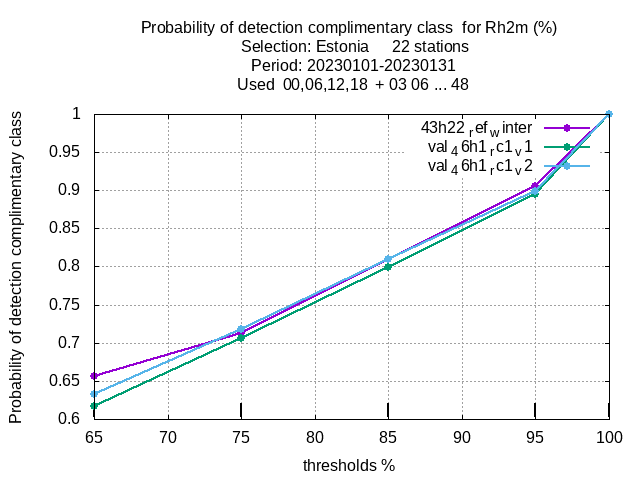 Probability of detection complimentary class  for Rh2m (%)
Selection: Estonia     22 stations
Period: 20230101-20230131
Used  00,06,12,18  + 03 06 ... 48
Probability of detection complimentary class
1
0.95
0.9
0.85
0.8
0.75
0.7
0.65
0.6
43h22 ref winter
val 4 6h1 r c1 v 1
val 4 6h1 r c1 v 2
65 70 75 80 85 90 95 100
thresholds %